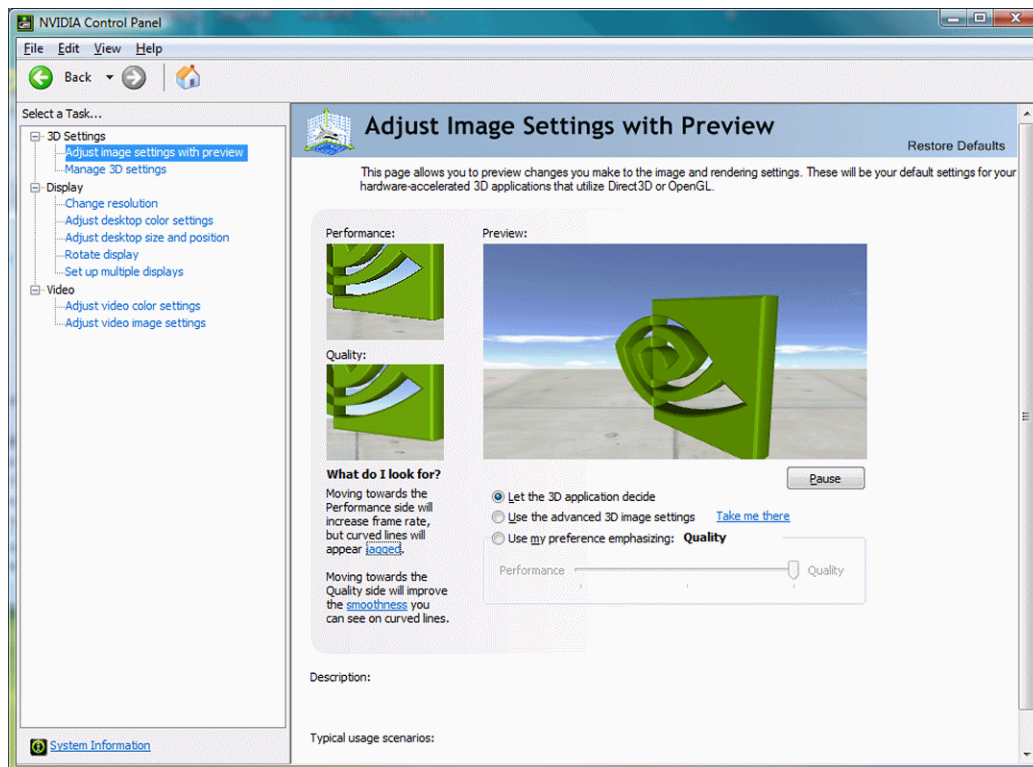 NVIDIA Control Panel
File Edit View Help
Back
Select a Task...
3D Settings
Adjust image settings with preview
Manage 3D settings
Display
Change resolution
Adjust desktop color settings
Adjust desktop size and position
Rotate display
Set up multiple displays
Video
Adjust video color settings
Adjust video image settings
System Information
Adjust Image Settings with Preview
Restore Defaults
This page allows you to preview changes you make to the image and rendering settings. These will be your default settings for your
hardware-accelerated 3D applications that utilize Direct3D or OpenGL.
Performance:
Quality:
What do I look for?
Moving towards the
Performance side will
increase frame rate,
but curved lines will
appear jagged.
Moving towards the
Quality side will improve
the smoothness you
can see on curved lines.
Preview:
Pause
Let the 3D application decide
Use the advanced 3D image settings Take me there
Use my preference emphasizing: Quality
Performance Quality
Description:
Typical usage scenarios: